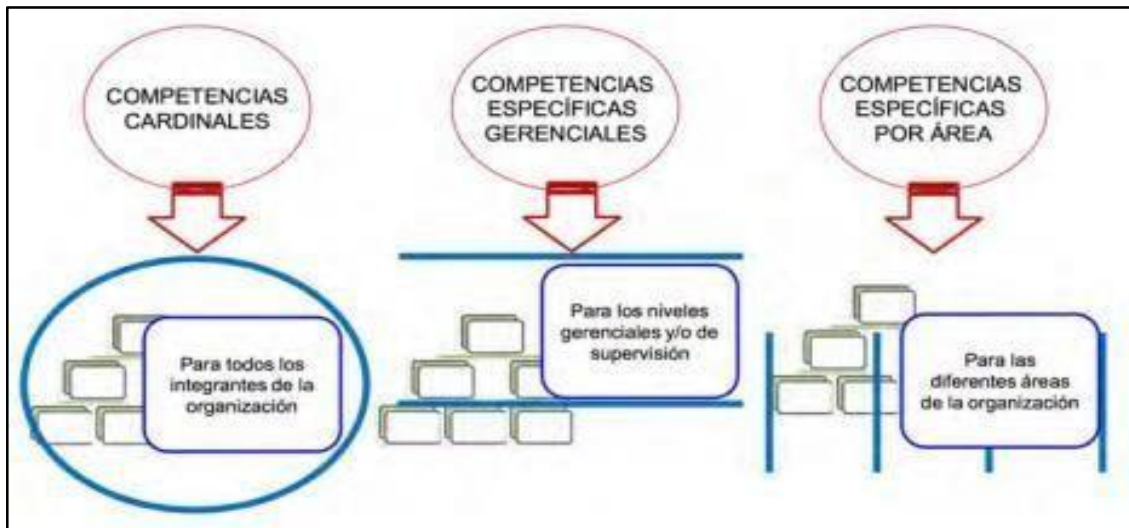 COMPETENCIAS
CARDINALES
Para todos los
integrantes de la
organización
COMPETENCIAS
ESPECÍFICAS
GERENCIALES
Para los niveles
gerenciales y/o de
supervisión
COMPETENCIAS
ESPECÍFICAS
POR ÁREA
Para las
diferentes áreas
de la organización